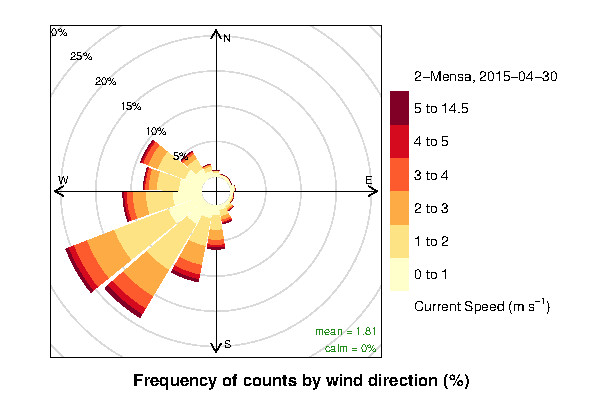 0%
25%
20%
15%
10%
5%
N
W
E
S
mean = 1.81
calm = 0%
2−Mensa, 2015−04−30
5 to 14.5
4 to 5
3 to 4
2 to 3
1 to 2
0 to 1
Current Speed (m s⁻¹)
Frequency of counts by wind direction (%)